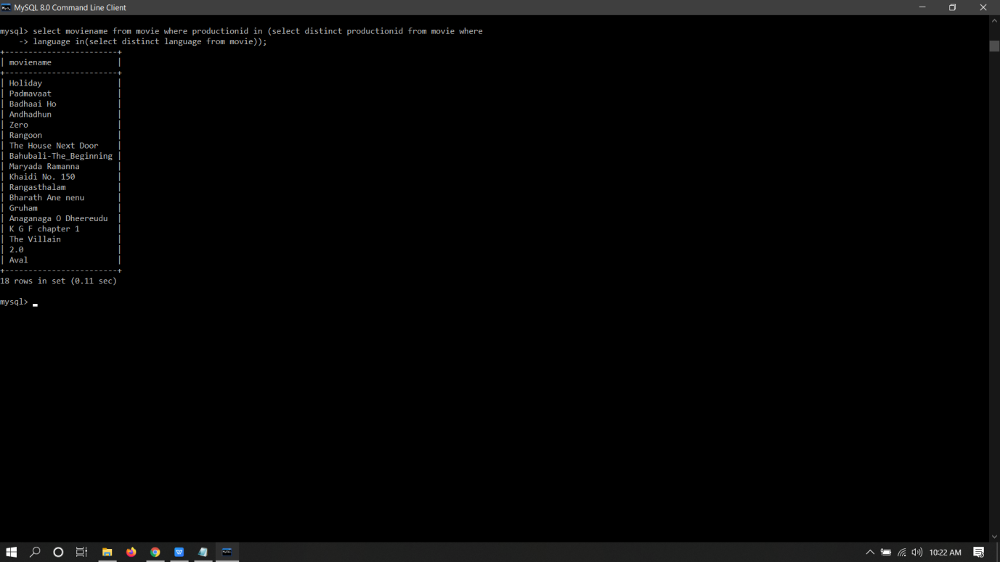 MySQL 8.0 Command Line Client
mysql> select moviename from movie where productionid in (select distinct productionid from movie where
    -> language in(select distinct language from movie));
+------------------------+
| moviename              |
+------------------------+
| Holiday                |
| Padmavaat              |
| Badhaai Ho             |
| Andhadhun              |
| Zero                   |
| Rangoon                |
| The House Next Door    |
| Bahubali-The_Beginning |
| Maryada Ramanna        |
| Khaidi No. 150         |
| Rangasthalam           |
| Bharath Ane nenu       |
| Gruham                 |
| Anaganaga O Dheereudu  |
| K G F chapter 1        |
| The Villain            |
| 2.0                    |
| Aval                   |
+------------------------+
18 rows in set (0.11 sec)
mysql>
10:22 AM